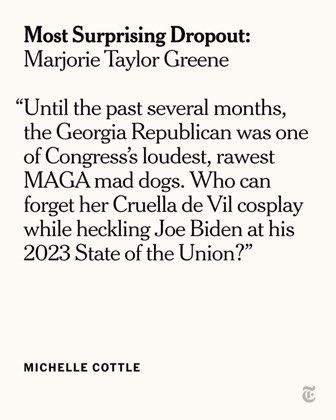 Most Surprising Dropout:
Marjorie Taylor Greene
“Until the past several months,
the Georgia Republican was one
of Congress’s loudest, rawest
MAGA mad dogs. Who can
forget her Cruella de Vil cosplay
while heckling Joe Biden at his
2023 State of the Union?”
MICHELLE COTTLE
T